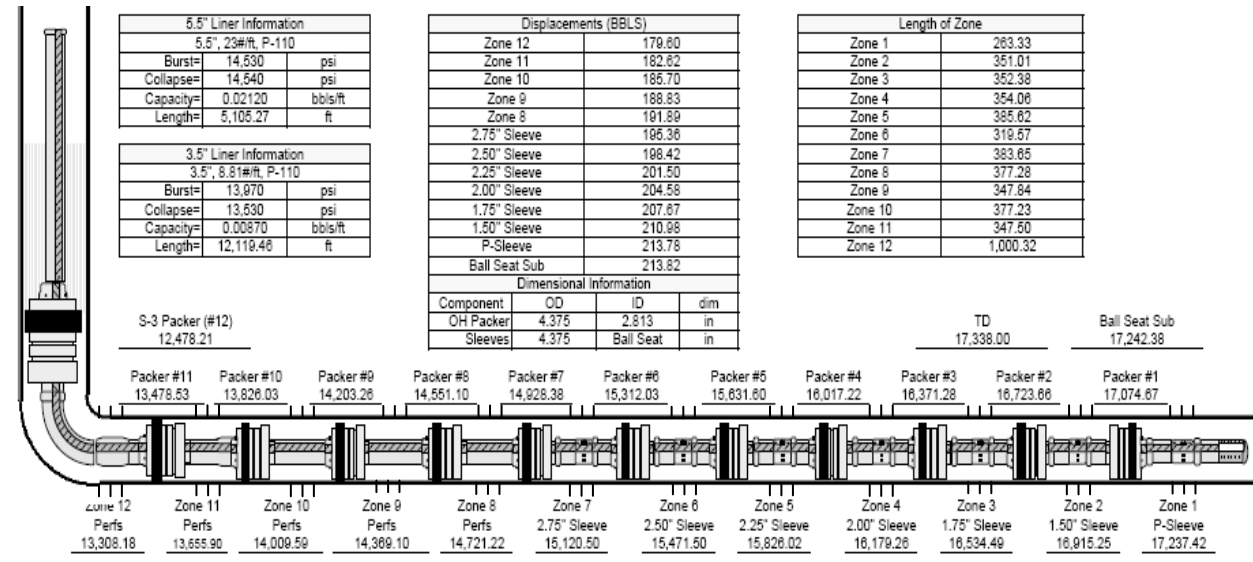 5.5" Liner Information
5.5", 23#/ft, P-110
Burst= 14,530 psi
Collapse= 14,540 psi
Capacity= 0.02120 bbls/ft
Length= 5,105.27 ft
3.5" Liner Information
3.5", 8.81#/ft, P-110
Burst= 13,970 psi
Collapse= 13,530 psi
Capacity= 0.00870 bbls/ft
Length= 12,119.46 ft
Displacements (BBLS)
Zone 12 179.60
Zone 11 182.62
Zone 10 185.70
Zone 9 188.83
Zone 8 191.89
2.75" Sleeve 195.36
2.50" Sleeve 198.42
2.25" Sleeve 201.50
2.00" Sleeve 204.58
1.75" Sleeve 207.67
1.50" Sleeve 210.98
P-Sleeve 213.78
Ball Seat Sub 213.82
Dimensional Information
Component OD ID dim
OH Packer 4.375 2.813 in
Sleeves 4.375 Ball Seat in
Length of Zone
Zone 1 263.33
Zone 2 351.01
Zone 3 352.38
Zone 4 354.06
Zone 5 385.62
Zone 6 319.57
Zone 7 383.65
Zone 8 377.28
Zone 9 347.84
Zone 10 377.23
Zone 11 347.50
Zone 12 1,000.32
S-3 Packer (#12) TD Ball Seat Sub
12,478.21 17,338.00 17,242.38
Packer #11 Packer #10 Packer #9 Packer #8 Packer #7 Packer #6 Packer #5 Packer #4 Packer #3 Packer #2 Packer #1
13,478.53 13,826.03 14,203.26 14,551.10 14,928.38 15,312.03 15,631.60 16,017.22 16,371.28 16,723.66 17,074.67
Zone 12 Zone 11 Zone 10 Zone 9 Zone 8 Zone 7 Zone 6 Zone 5 Zone 4 Zone 3 Zone 2 Zone 1
Perfs Perfs Perfs Perfs Perfs 2.75" Sleeve 2.50" Sleeve 2.25" Sleeve 2.00" Sleeve 1.75" Sleeve 1.50" Sleeve P-Sleeve
13,308.18 13,655.90 14,009.59 14,369.10 14,721.22 15,120.50 15,471.50 15,826.02 16,179.26 16,534.49 16,915.25 17,237.42